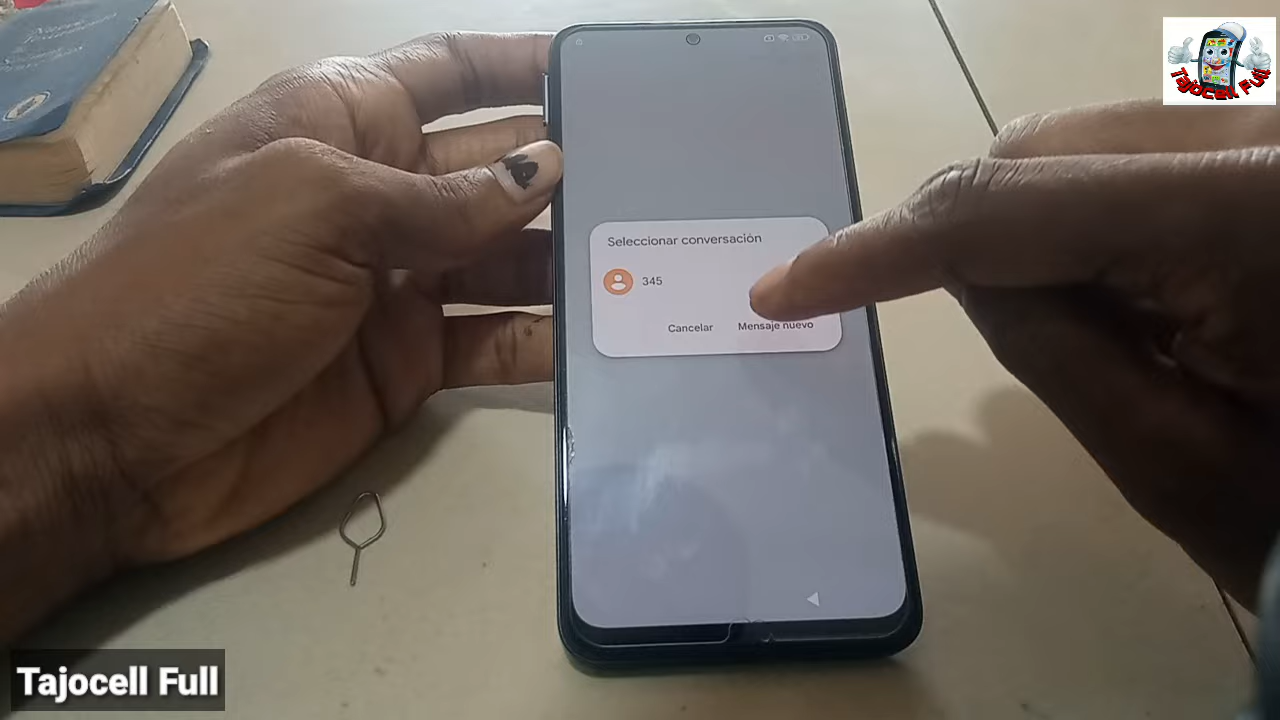 Tajocell Full
Seleccionar conversación
345
Cancelar
Mensaje nuevo
Tajocell Full